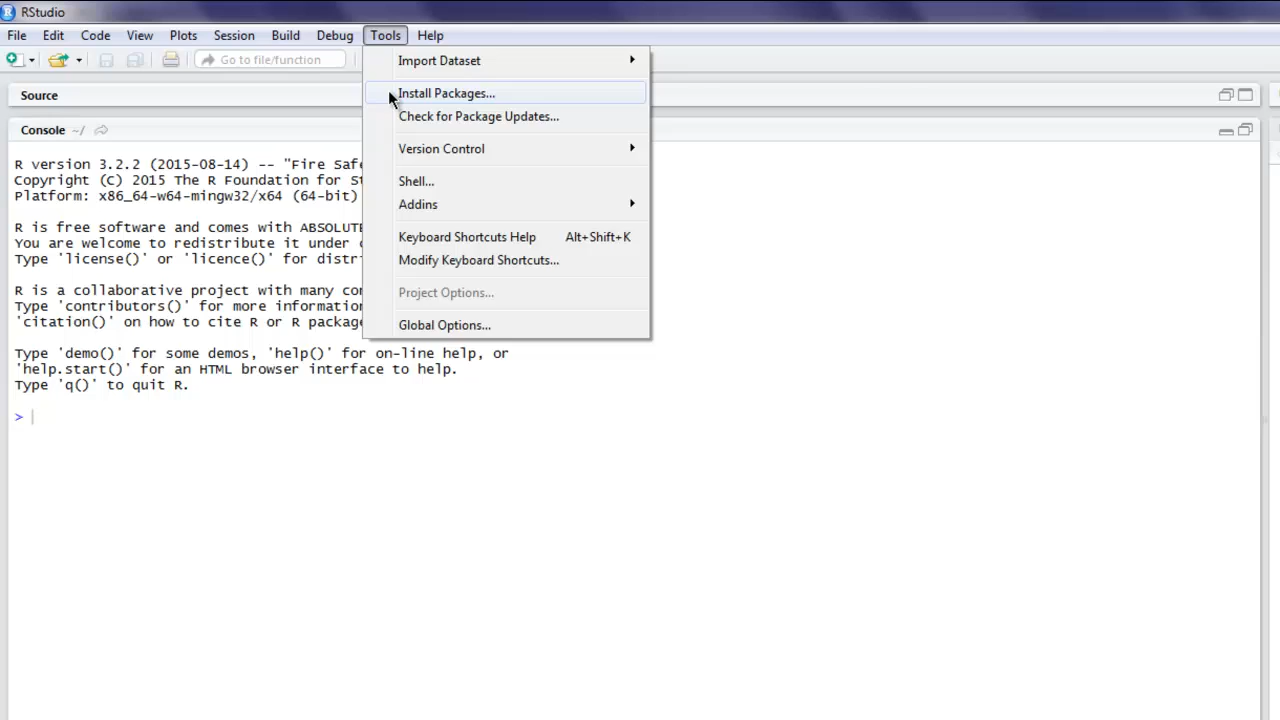 RStudio
File Edit Code View Plots Session Build Debug Tools Help
Go to file/function
Import Dataset
Install Packages...
Check for Package Updates...
Version Control
Shell...
Addins
Keyboard Shortcuts Help Alt+Shift+K
Modify Keyboard Shortcuts...
Project Options...
Global Options...
Source
Console ~/
R version 3.2.2 (2015-08-14) -- "Fire Safe
Copyright (C) 2015 The R Foundation for St
Platform: x86_64-w64-mingw32/x64 (64-bit)
R is free software and comes with ABSOLUTE
You are welcome to redistribute it under c
Type 'license()' or 'licence()' for distri
R is a collaborative project with many con
Type 'contributors()' for more information
'citation()' on how to cite R or R package
Type 'demo()' for some demos, 'help()' for on-line help, or
'help.start()' for an HTML browser interface to help.
Type 'q()' to quit R.
>